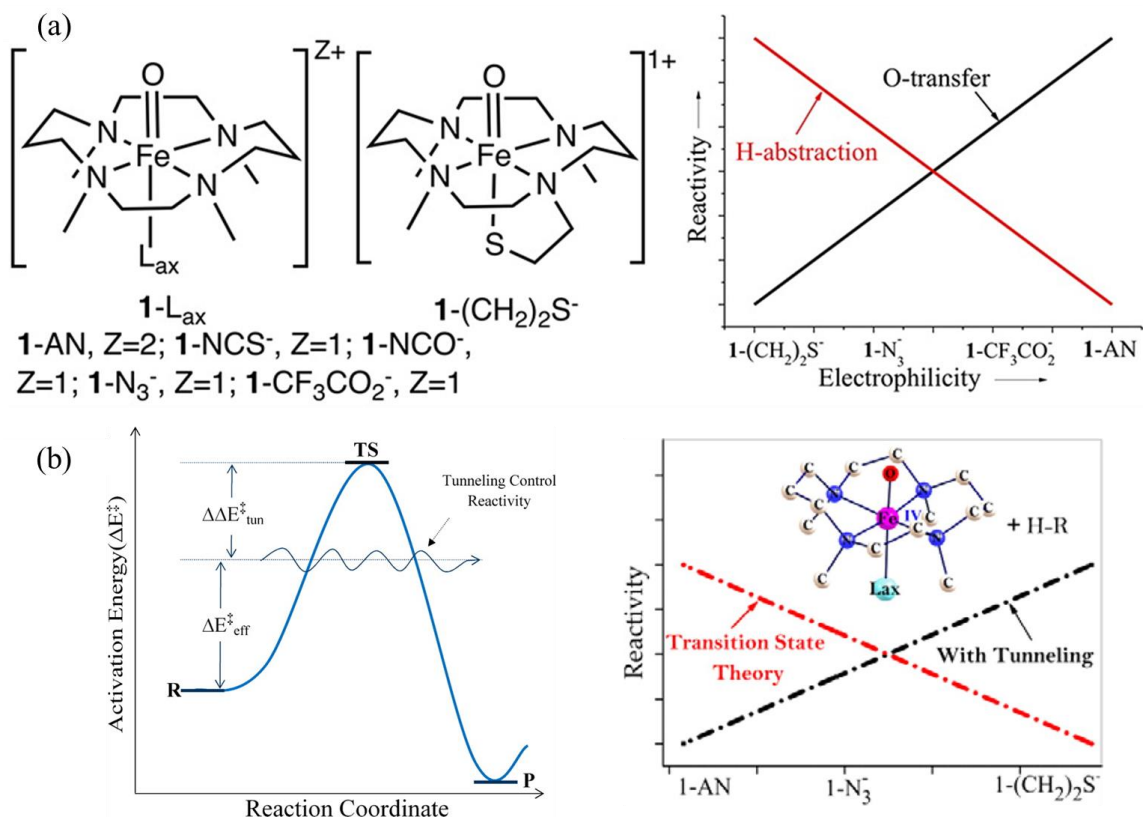 (a)
Z+
O
N
N
Fe
N
N
Lax
1-Lax
1+
O
N
N
Fe
N
N
S
1-(CH2)2S-
1-AN, Z=2; 1-NCS-, Z=1; 1-NCO-,
Z=1; 1-N3-, Z=1; 1-CF3CO2-, Z=1
Reactivity
O-transfer
H-abstraction
1-(CH2)2S-
1-N3-
1-CF3CO2-
1-AN
Electrophilicity
(b)
Activation Energy(ΔE‡)
TS
ΔΔE‡tun
Tunneling Control
Reactivity
ΔE‡eff
R
P
Reaction Coordinate
Reactivity
C
C
O
C
C
C
N
N
C
C
Fe
IV
C
C
N
C
C
N
C
C
C
Lax
+ H-R
Transition State
Theory
With Tunneling
1-AN
1-N3-
1-(CH2)2S-